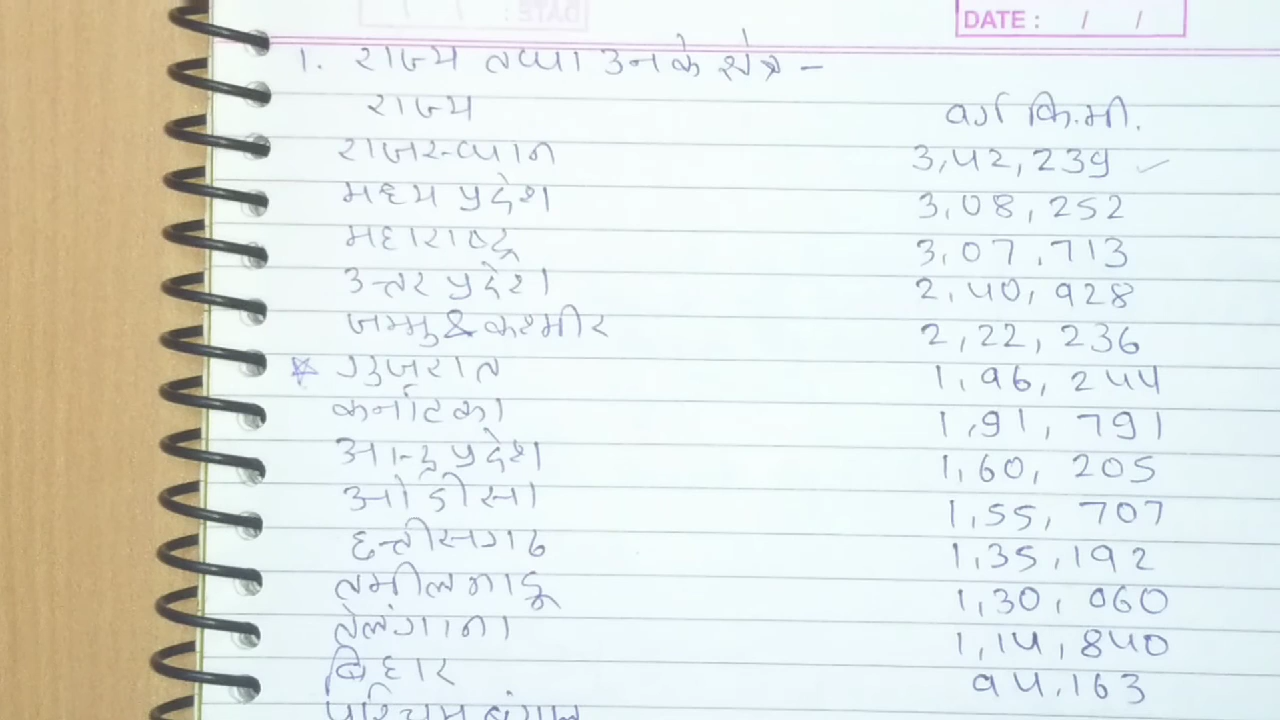 DATE : / /
1. राज्य तथा उनके क्षेत्र –
राज्य वर्ग कि.मी.
राजस्थान 3,42,239
मध्य प्रदेश 3,08,252
महाराष्ट्र 3,07,713
उत्तर प्रदेश 2,40,928
जम्मु & कश्मीर 2,22,236
गुजरात 1,96,244
कर्नाटका 1,91,791
आन्द्र प्रदेश 1,60,205
ओडीसा 1,55,707
छत्तीसगढ 1,35,192
तमीलनाडू 1,30,060
तेलंगाना 1,14,840
बिहार 94,163
पश्चिम बंगाल